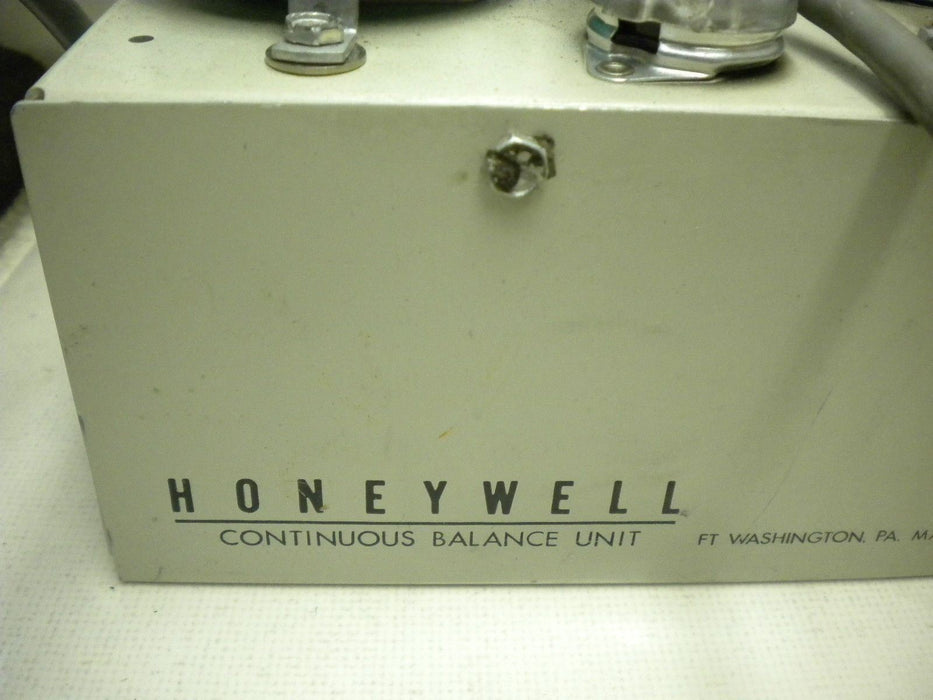 HONEYWELL
CONTINUOUS BALANCE UNIT
FT WASHINGTON, PA.